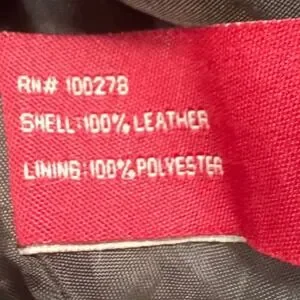 RN# 100278
SHELL:100% LEATHER
LINING:100% POLYESTER